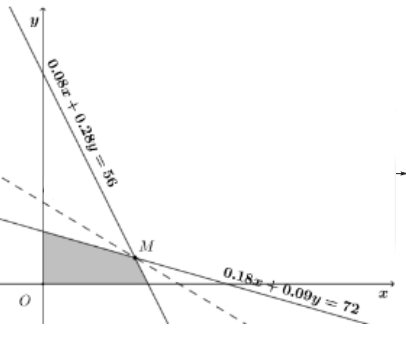 y
0.08x + 0.28y = 56
M
0.18x + 0.09y = 72
O
x